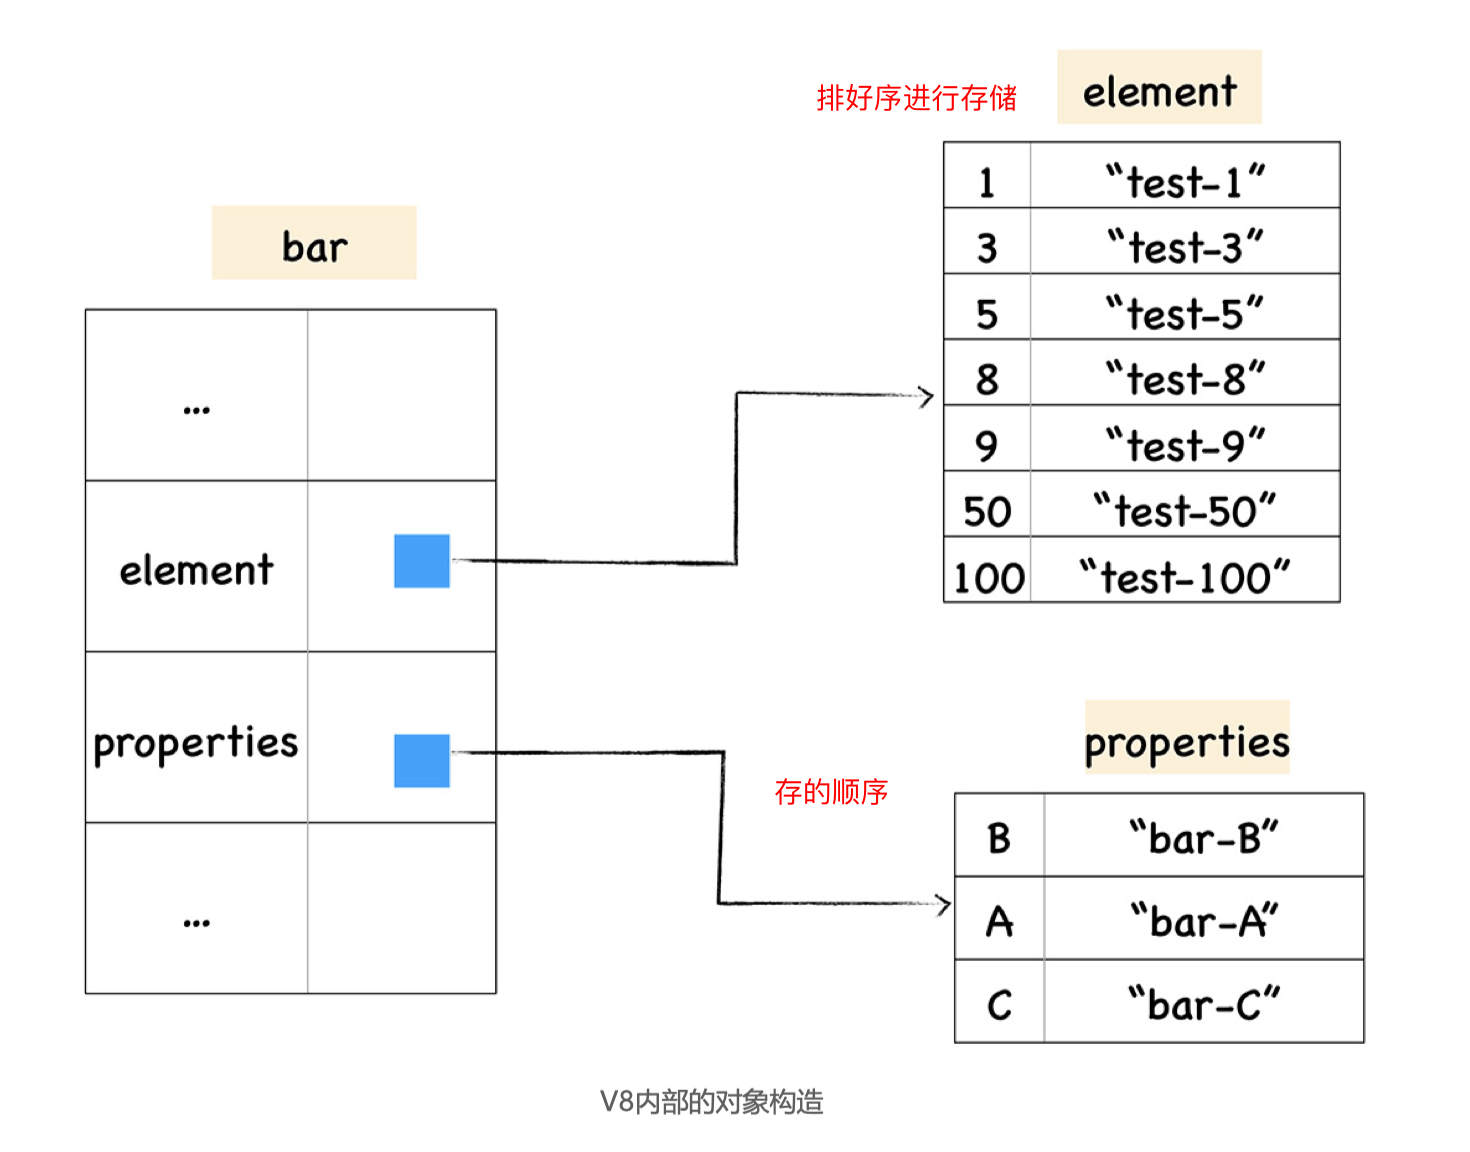 bar
...
element
properties
...
排好序进行存储
element
1 “test-1”
3 “test-3”
5 “test-5”
8 “test-8”
9 “test-9”
50 “test-50”
100 “test-100”
存的顺序
properties
B “bar-B”
A “bar-A”
C “bar-C”
V8内部的对象构造